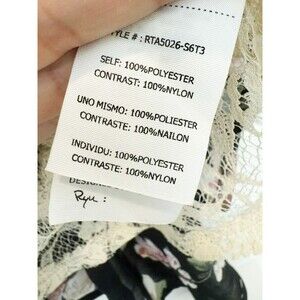 STYLE # : RTA5026-S6T3
SELF: 100%POLYESTER
CONTRAST: 100%NYLON
UNO MISMO: 100%POLIESTER
CONTRASTE: 100%NAILON
INDIVIDU: 100%POLYESTER
CONTRASTE: 100%NYLON
Ryu :